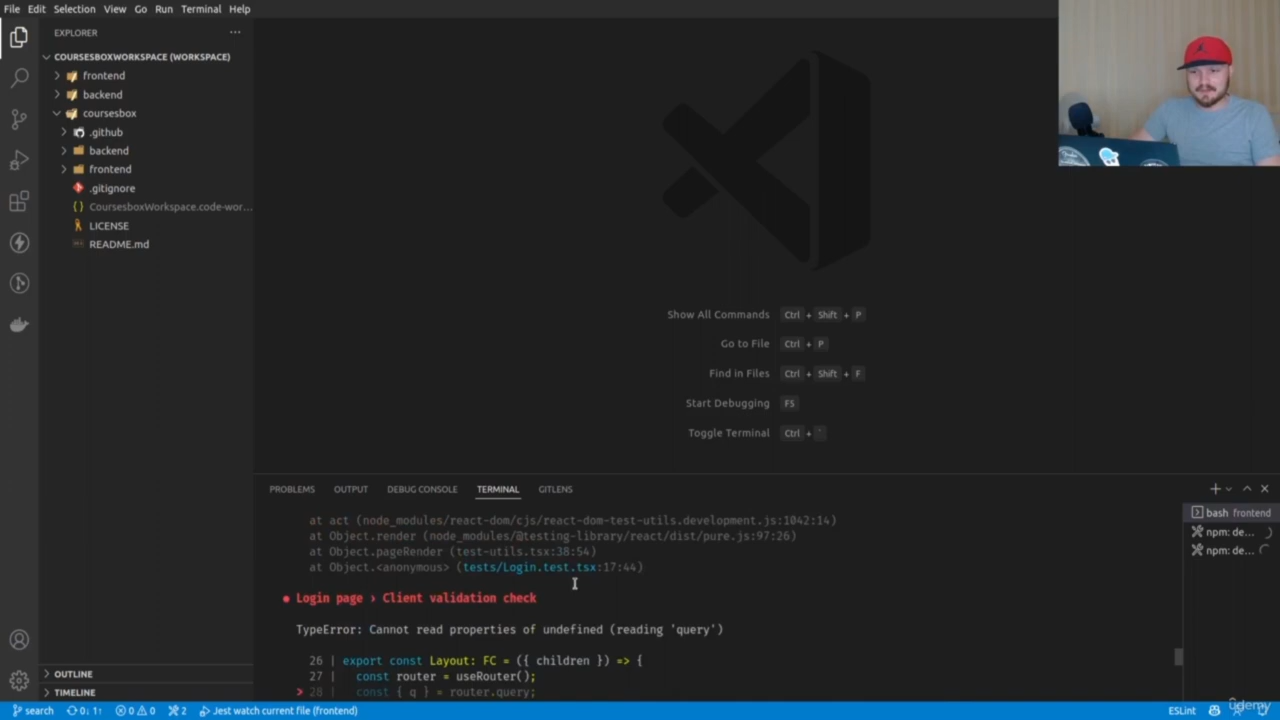 File Edit Selection View Go Run Terminal Help
EXPLORER
COURSESBOXWORKSPACE (WORKSPACE)
frontend
backend
coursesbox
.github
backend
frontend
.gitignore
CoursesboxWorkspace.code-wor...
LICENSE
README.md
OUTLINE
TIMELINE
Show All Commands Ctrl + Shift + P
Go to File Ctrl + P
Find in Files Ctrl + Shift + F
Start Debugging F5
Toggle Terminal Ctrl + `
PROBLEMS OUTPUT DEBUG CONSOLE TERMINAL GITLENS
at act (node_modules/react-dom/cjs/react-dom-test-utils.development.js:1042:14)
at Object.render (node_modules/@testing-library/react/dist/pure.js:97:26)
at Object.pageRender (test-utils.tsx:38:54)
at Object.<anonymous> (tests/Login.test.tsx:17:44)
● Login page › Client validation check
TypeError: Cannot read properties of undefined (reading 'query')
26 | export const Layout: FC = ({ children }) => {
27 | const router = useRouter();
> 28 | const { q } = router.query;
bash frontend
npm: de...
npm: de...
search 0↓ 1↑ 0 0 2 Jest watch current file (frontend)
ESLint
udemy